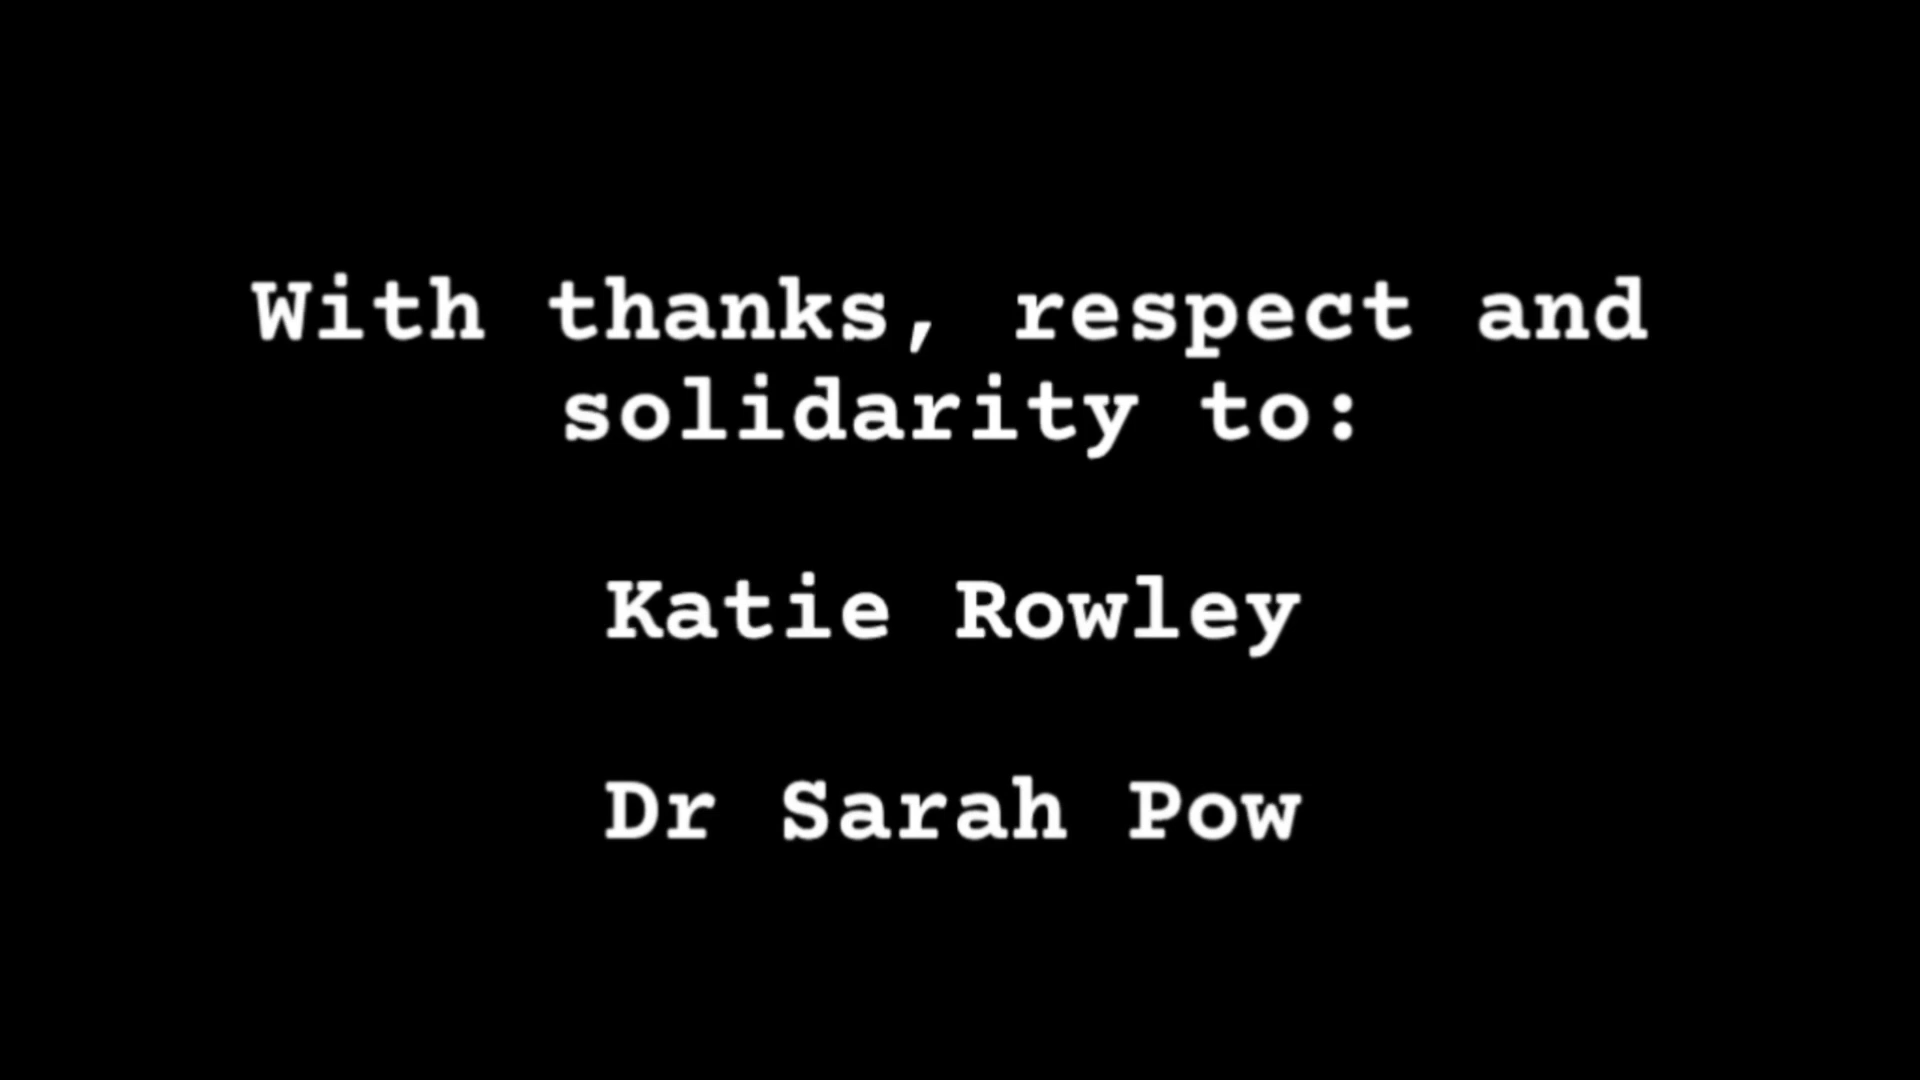 With thanks, respect and
solidarity to:
Katie Rowley
Dr Sarah Pow